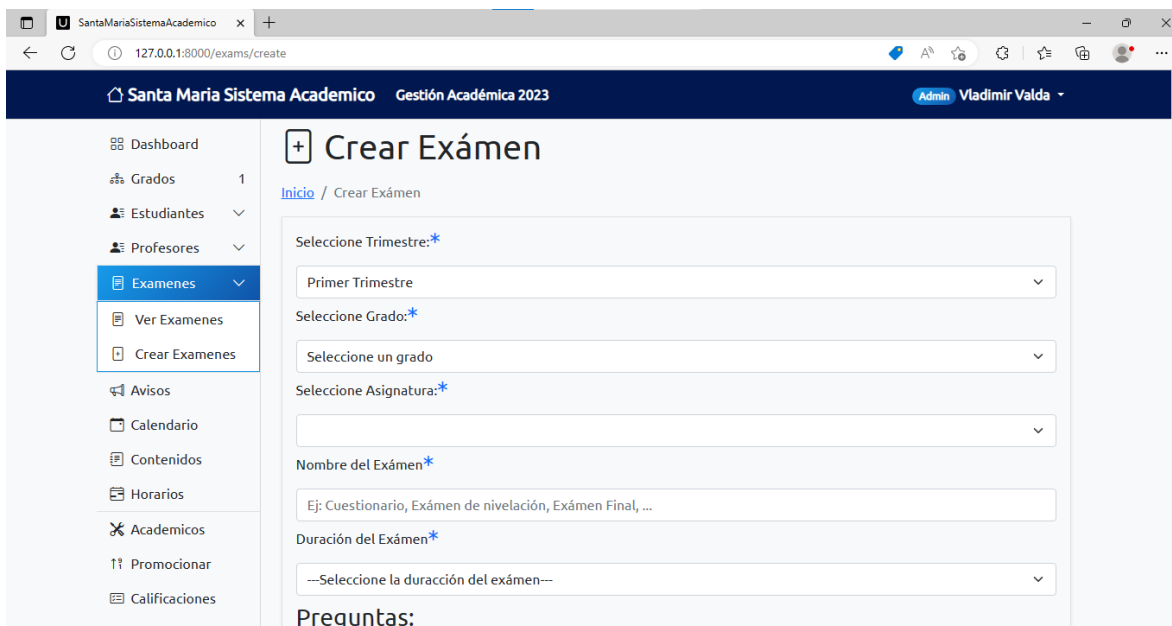 SantaMariaSistemaAcademico
127.0.0.1:8000/exams/create
Santa Maria Sistema Academico Gestión Académica 2023 Admin Vladimir Valda
Dashboard
Grados 1
Estudiantes
Profesores
Examenes
Ver Examenes
Crear Examenes
Avisos
Calendario
Contenidos
Horarios
Academicos
Promocionar
Calificaciones
Crear Exámen
Inicio / Crear Exámen
Seleccione Trimestre:*
Primer Trimestre
Seleccione Grado:*
Seleccione un grado
Seleccione Asignatura:*
Nombre del Exámen*
Ej: Cuestionario, Exámen de nivelación, Exámen Final, ...
Duración del Exámen*
---Seleccione la duracción del exámen---
Preguntas: